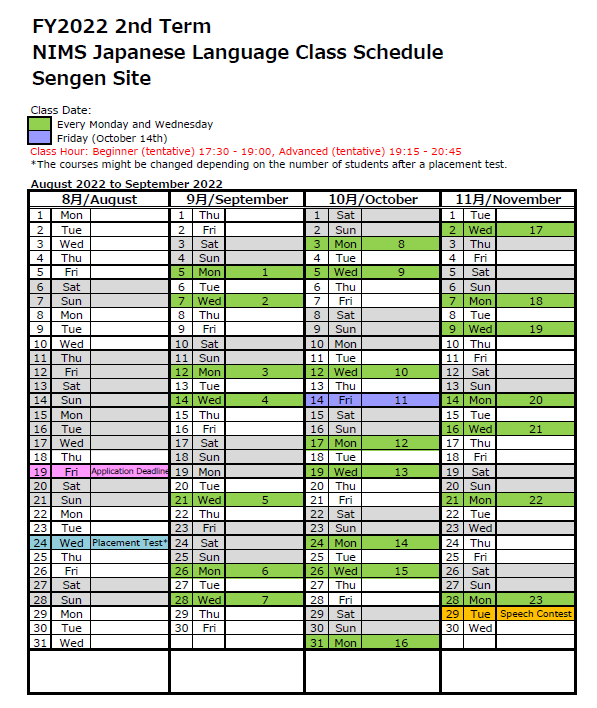 FY2022 2nd Term
NIMS Japanese Language Class Schedule
Sengen Site
Class Date:
Every Monday and Wednesday
Friday (October 14th)
Class Hour: Beginner (tentative) 17:30 - 19:00, Advanced (tentative) 19:15 - 20:45
*The courses might be changed depending on the number of students after a placement test.
August 2022 to September 2022
8月/August 9月/September 10月/October 11月/November
1 Mon 1 Thu 1 Sat 1 Tue
2 Tue 2 Fri 2 Sun 2 Wed 17
3 Wed 3 Sat 3 Mon 8 3 Thu
4 Thu 4 Sun 4 Tue 4 Fri
5 Fri 5 Mon 1 5 Wed 9 5 Sat
6 Sat 6 Tue 6 Thu 6 Sun
7 Sun 7 Wed 2 7 Fri 7 Mon 18
8 Mon 8 Thu 8 Sat 8 Tue
9 Tue 9 Fri 9 Sun 9 Wed 19
10 Wed 10 Sat 10 Mon 10 Thu
11 Thu 11 Sun 11 Tue 11 Fri
12 Fri 12 Mon 3 12 Wed 10 12 Sat
13 Sat 13 Tue 13 Thu 13 Sun
14 Sun 14 Wed 4 14 Fri 11 14 Mon 20
15 Mon 15 Thu 15 Sat 15 Tue
16 Tue 16 Fri 16 Sun 16 Wed 21
17 Wed 17 Sat 17 Mon 12 17 Thu
18 Thu 18 Sun 18 Tue 18 Fri
19 Fri Application Deadline 19 Mon 19 Wed 13 19 Sat
20 Sat 20 Tue 20 Thu 20 Sun
21 Sun 21 Wed 5 21 Fri 21 Mon 22
22 Mon 22 Thu 22 Sat 22 Tue
23 Tue 23 Fri 23 Sun 23 Wed
24 Wed Placement Test* 24 Sat 24 Mon 14 24 Thu
25 Thu 25 Sun 25 Tue 25 Fri
26 Fri 26 Mon 6 26 Wed 15 26 Sat
27 Sat 27 Tue 27 Thu 27 Sun
28 Sun 28 Wed 7 28 Fri 28 Mon 23
29 Mon 29 Thu 29 Sat 29 Tue Speech Contest
30 Tue 30 Fri 30 Sun 30 Wed
31 Wed 31 Mon 16